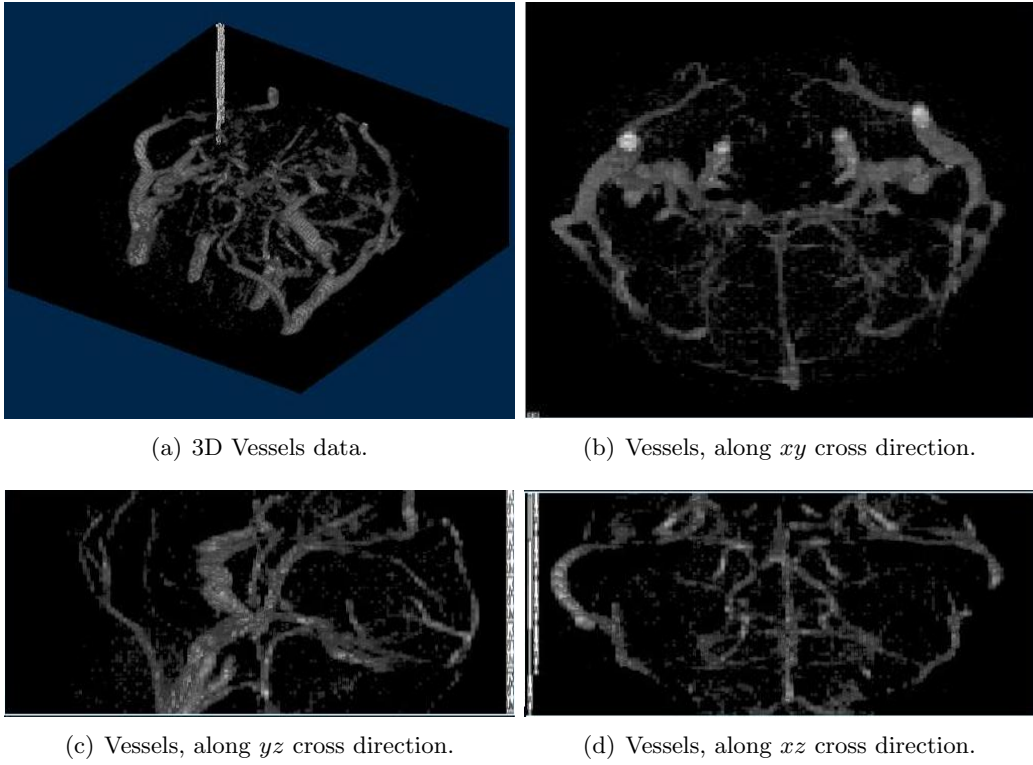 (a) 3D Vessels data.
(b) Vessels, along xy cross direction.
(c) Vessels, along yz cross direction.
(d) Vessels, along xz cross direction.